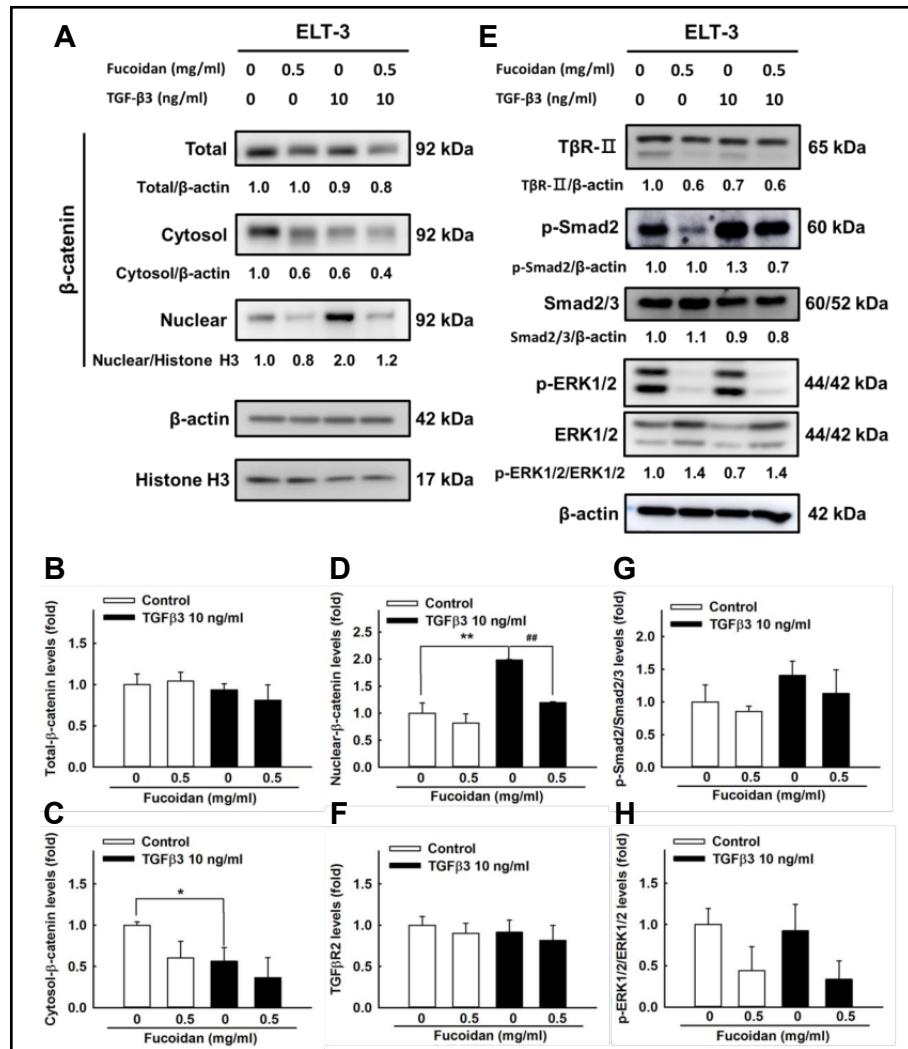 A
ELT-3
Fucoidan (mg/ml) 0 0.5 0 0.5
TGF-β3 (ng/ml) 0 0 10 10
β-catenin
Total 92 kDa
Total/β-actin 1.0 1.0 0.9 0.8
Cytosol 92 kDa
Cytosol/β-actin 1.0 0.6 0.6 0.4
Nuclear 92 kDa
Nuclear/Histone H3 1.0 0.8 2.0 1.2
β-actin 42 kDa
Histone H3 17 kDa
E
ELT-3
Fucoidan (mg/ml) 0 0.5 0 0.5
TGF-β3 (ng/ml) 0 0 10 10
TβR-II 65 kDa
TβR-II/β-actin 1.0 0.6 0.7 0.6
p-Smad2 60 kDa
p-Smad2/β-actin 1.0 1.0 1.3 0.7
Smad2/3 60/52 kDa
Smad2/3/β-actin 1.0 1.1 0.9 0.8
p-ERK1/2 44/42 kDa
ERK1/2 44/42 kDa
p-ERK1/2/ERK1/2 1.0 1.4 0.7 1.4
β-actin 42 kDa
B
Control
TGFβ3 10 ng/ml
Total-β-catenin levels (fold)
1.5
1.0
0.5
0.0
0 0.5 0 0.5
Fucoidan (mg/ml)
D
Control
TGFβ3 10 ng/ml
Nuclear-β-catenin levels (fold)
2.5
2.0
1.5
1.0
0.5
0.0
** ##
0 0.5 0 0.5
Fucoidan (mg/ml)
G
Control
TGFβ3 10 ng/ml
p-Smad2/Smad2/3 levels (fold)
2.0
1.5
1.0
0.5
0.0
0 0.5 0 0.5
Fucoidan (mg/ml)
C
Control
TGFβ3 10 ng/ml
Cytosol-β-catenin levels (fold)
1.5
1.0
0.5
0.0
*
0 0.5 0 0.5
Fucoidan (mg/ml)
F
Control
TGFβ3 10 ng/ml
TGFβR2 levels (fold)
1.5
1.0
0.5
0.0
0 0.5 0 0.5
Fucoidan (mg/ml)
H
Control
TGFβ3 10 ng/ml
p-ERK1/2/ERK1/2 levels (fold)
1.5
1.0
0.5
0.0
0 0.5 0 0.5
Fucoidan (mg/ml)